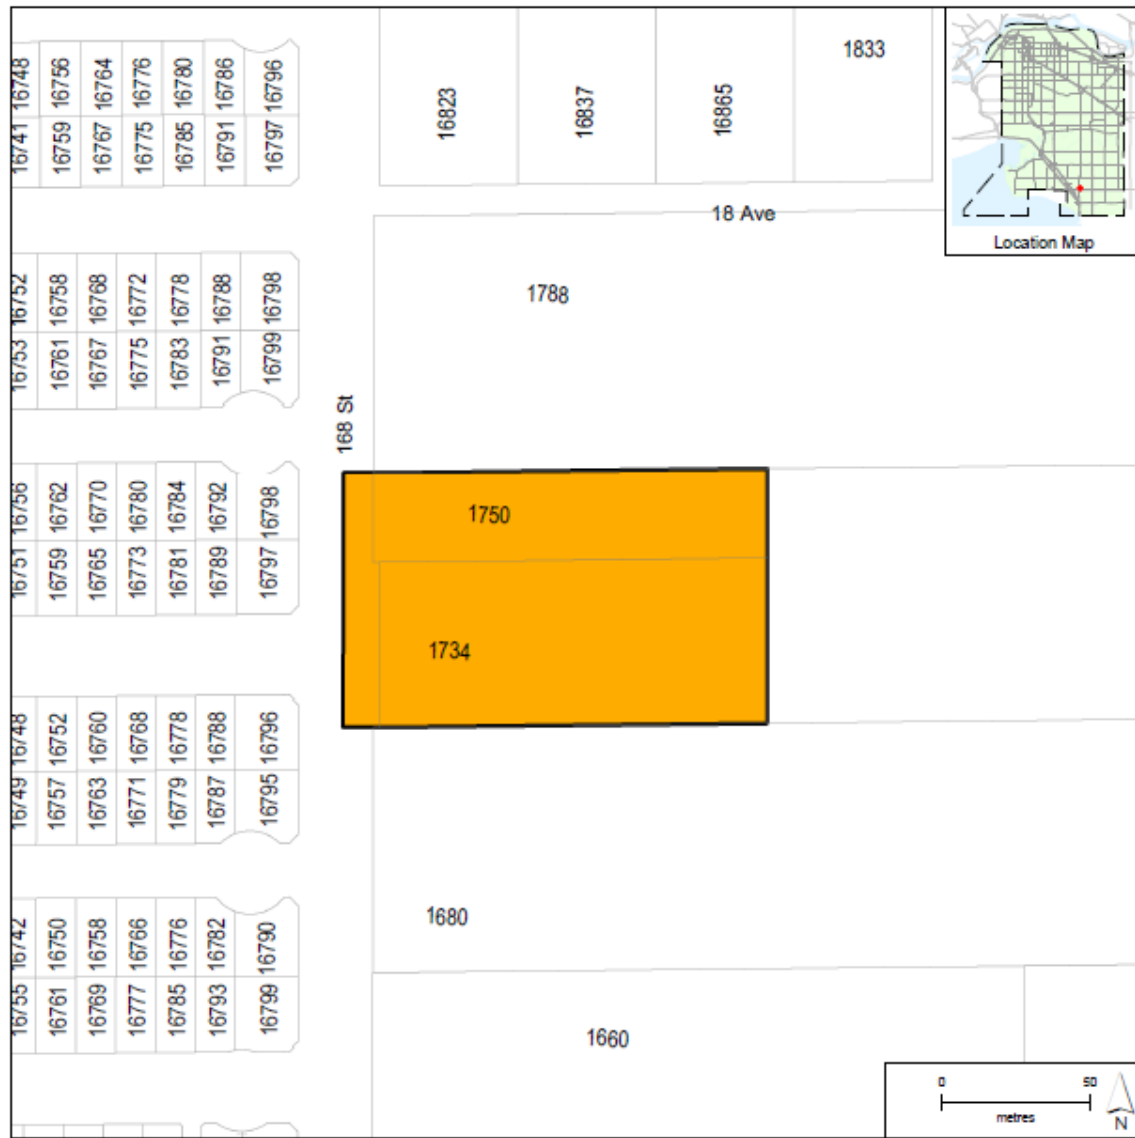 16748 16756 16764 16776 16780 16786 16796
16741 16759 16767 16775 16785 16791 16797
16823 16837 16865 1833
Location Map
18 Ave
16752 16758 16768 16772 16778 16788 16798
16753 16761 16767 16775 16783 16791 16799
1788
168 St
16756 16762 16770 16780 16784 16792 16798
16751 16759 16765 16773 16781 16789 16797
1750
1734
16748 16752 16760 16768 16778 16788 16796
16749 16757 16763 16771 16779 16787 16795
16742 16750 16758 16766 16776 16782 16790
16755 16761 16769 16777 16785 16793 16799
1680
1660
0 50
metres
N